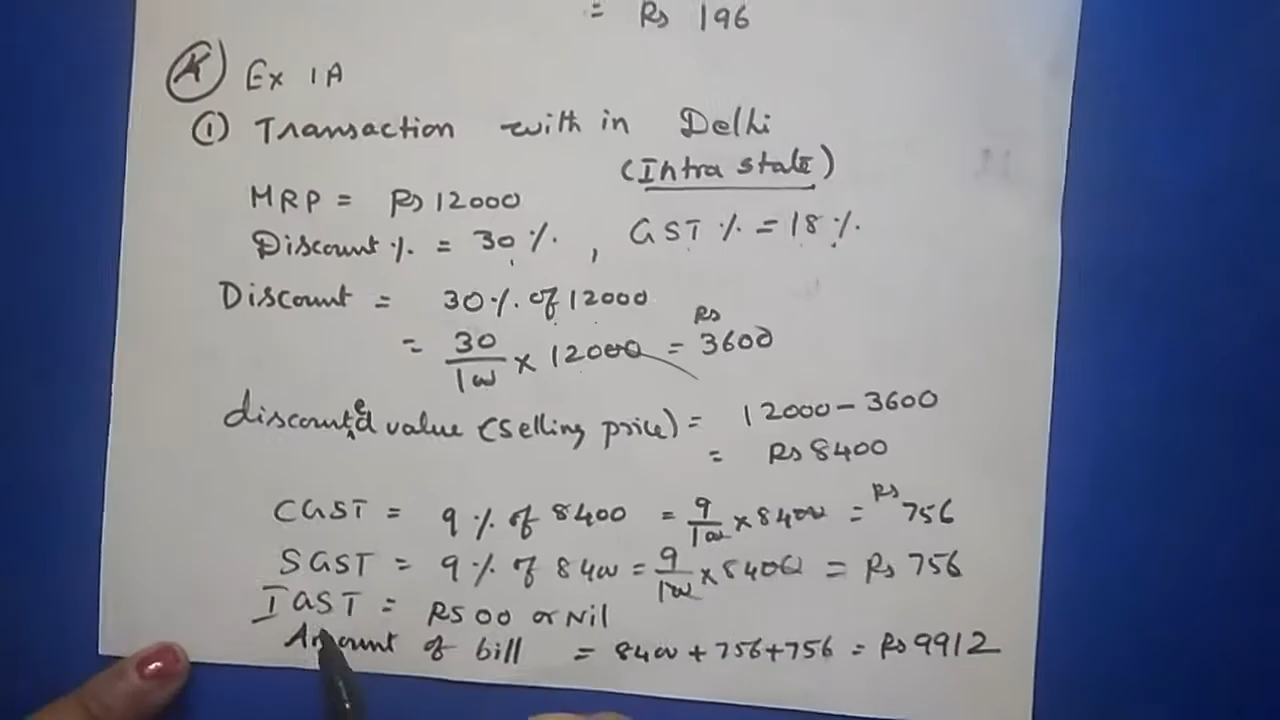 = Rs 196
K Ex 1A
① Transaction with in Delhi
(Intra state)
MRP = Rs 12000
Discount % = 30 %. , GST % = 18 %.
Discount = 30 %. of 12000
= 30/100 × 12000 = Rs 3600
discounted value (selling price) = 12000 - 3600
= Rs 8400
CGST = 9 % of 8400 = 9/100 × 8400 = Rs 756
SGST = 9 % of 8400 = 9/100 × 8400 = Rs 756
IGST = Rs 00 or Nil
Amount of bill = 8400 + 756 + 756 = Rs 9912